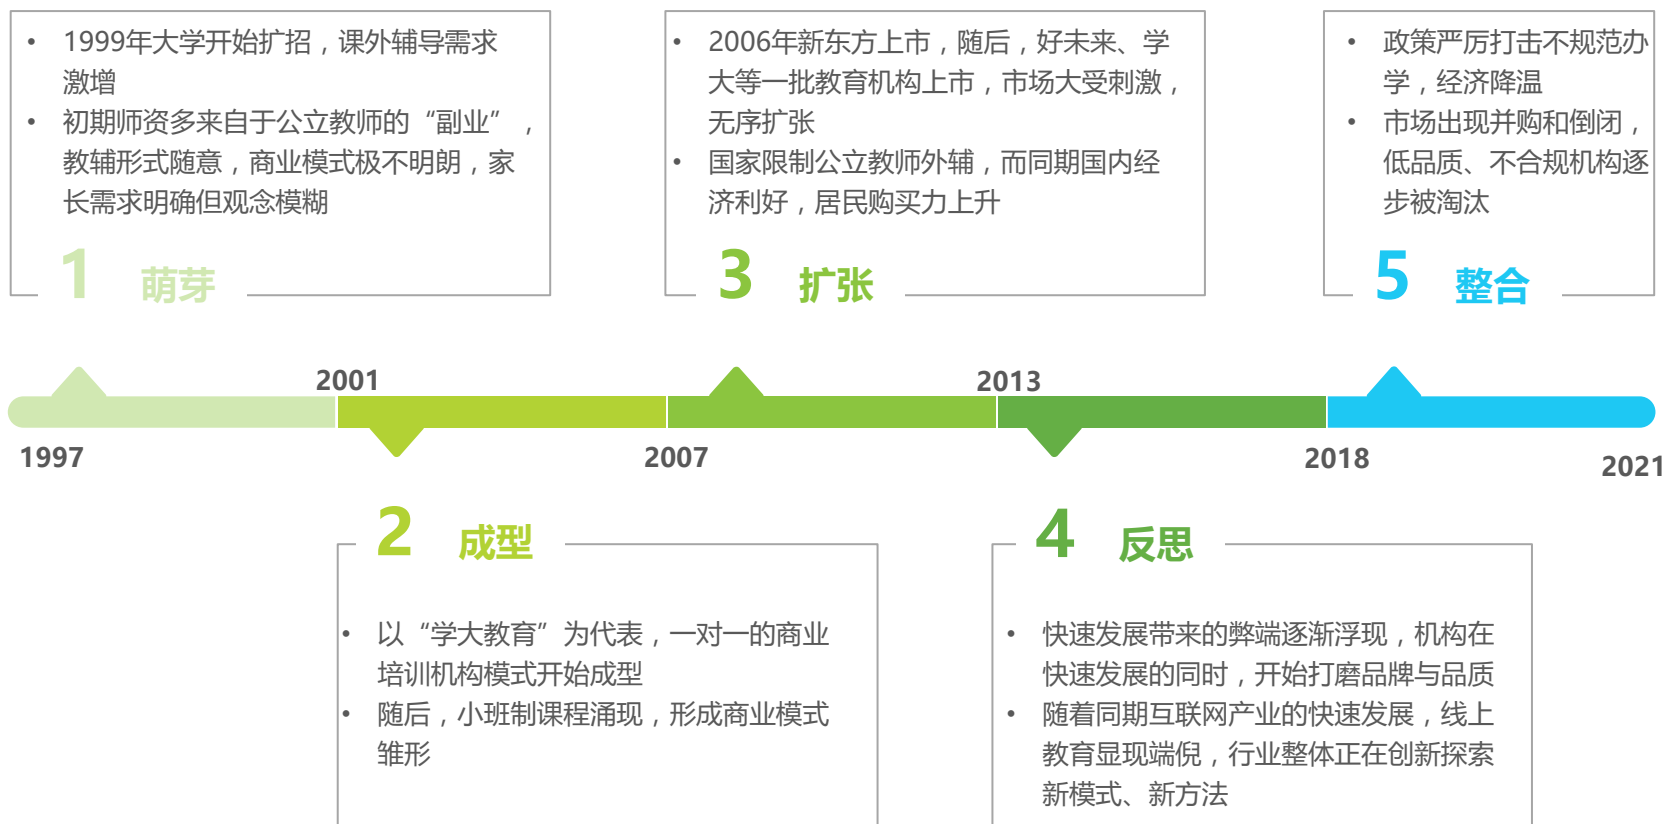 • 1999年大学开始扩招，课外辅导需求
激增
• 初期师资多来自于公立教师的“副业”，
教辅形式随意，商业模式极不明朗，家
长需求明确但观念模糊
1 萌芽
• 2006年新东方上市，随后，好未来、学
大等一批教育机构上市，市场大受刺激，
无序扩张
• 国家限制公立教师外辅，而同期国内经
济利好，居民购买力上升
3 扩张
• 政策严厉打击不规范办
学，经济降温
• 市场出现并购和倒闭，
低品质、不合规机构逐
步被淘汰
5 整合
2001
2013
1997
2007
2018
2021
2 成型
• 以“学大教育”为代表，一对一的商业
培训机构模式开始成型
• 随后，小班制课程涌现，形成商业模式
雏形
4 反思
• 快速发展带来的弊端逐渐浮现，机构在
快速发展的同时，开始打磨品牌与品质
• 随着同期互联网产业的快速发展，线上
教育显现端倪，行业整体正在创新探索
新模式、新方法